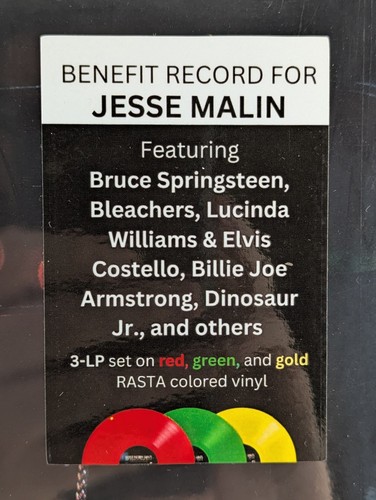 BENEFIT RECORD FOR
JESSE MALIN
Featuring
Bruce Springsteen,
Bleachers, Lucinda
Williams & Elvis
Costello, Billie Joe
Armstrong, Dinosaur
Jr., and others
3-LP set on red, green, and gold
RASTA colored vinyl